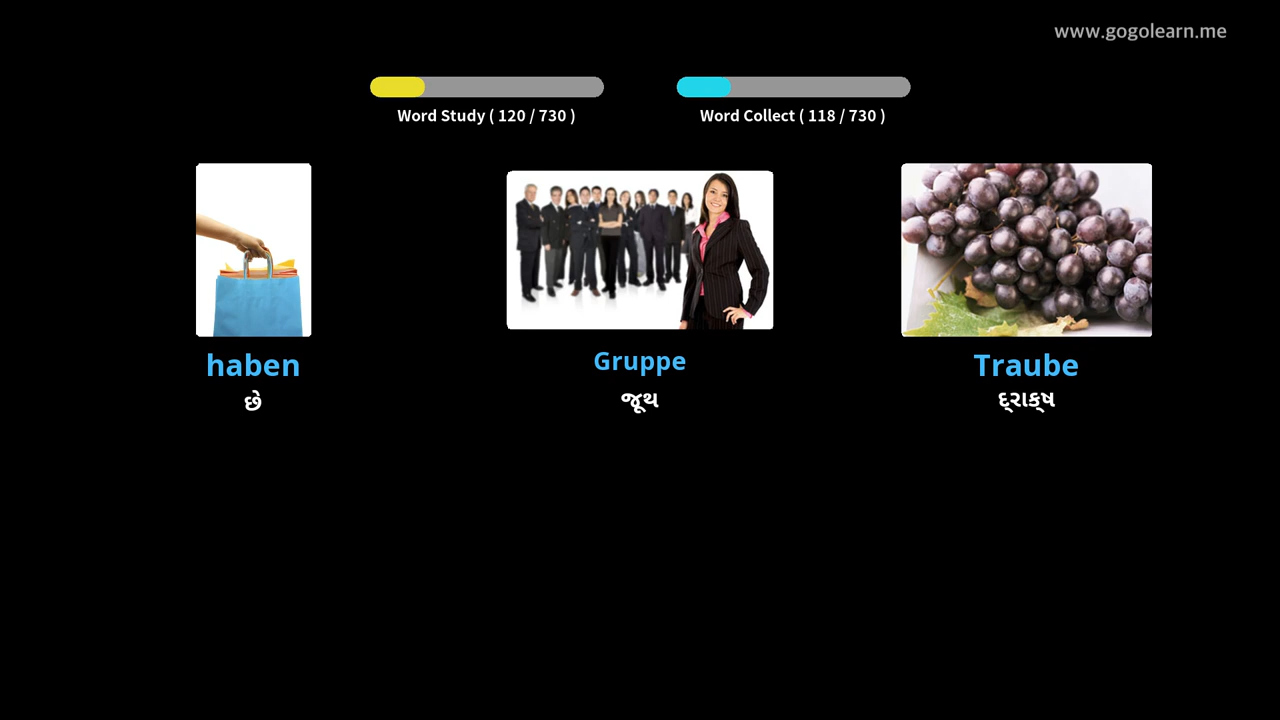 www.gogolearn.me
Word Study ( 120 / 730 )
Word Collect ( 118 / 730 )
haben
છે
Gruppe
જૂથ
Traube
દ્રાક્ષ